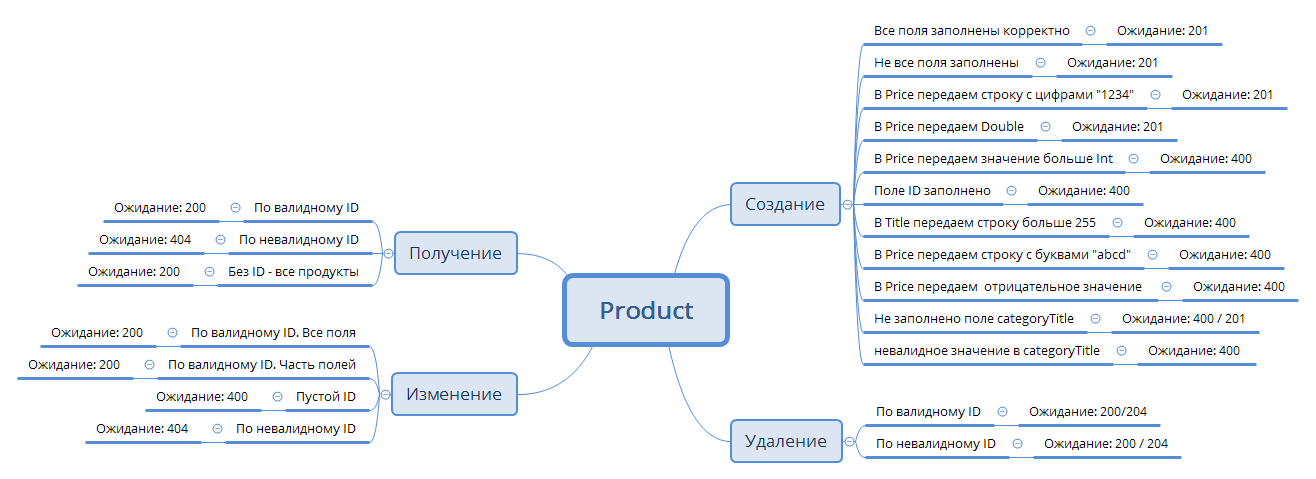 Product
Создание
Все поля заполнены корректно
Ожидание: 201
Не все поля заполнены
Ожидание: 201
В Price передаем строку с цифрами "1234"
Ожидание: 201
В Price передаем Double
Ожидание: 201
В Price передаем значение больше Int
Ожидание: 400
Поле ID заполнено
Ожидание: 400
В Title передаем строку больше 255
Ожидание: 400
В Price передаем строку с буквами "abcd"
Ожидание: 400
В Price передаем отрицательное значение
Ожидание: 400
Не заполнено поле categoryTitle
Ожидание: 400 / 201
невалидное значение в categoryTitle
Ожидание: 400
Удаление
По валидному ID
Ожидание: 200/204
По невалидному ID
Ожидание: 200 / 204
Получение
По валидному ID
Ожидание: 200
По невалидному ID
Ожидание: 404
Без ID - все продукты
Ожидание: 200
Изменение
По валидному ID. Все поля
Ожидание: 200
По валидному ID. Часть полей
Ожидание: 200
Пустой ID
Ожидание: 400
По невалидному ID
Ожидание: 404